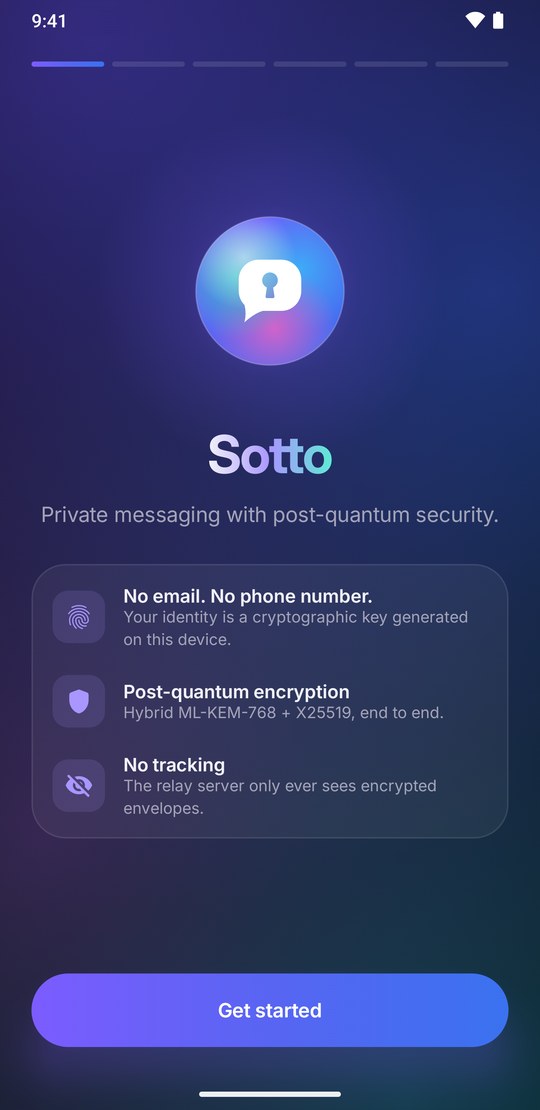 9:41
Sotto
Private messaging with post-quantum security.
No email. No phone number.
Your identity is a cryptographic key generated
on this device.
Post-quantum encryption
Hybrid ML-KEM-768 + X25519, end to end.
No tracking
The relay server only ever sees encrypted
envelopes.
Get started